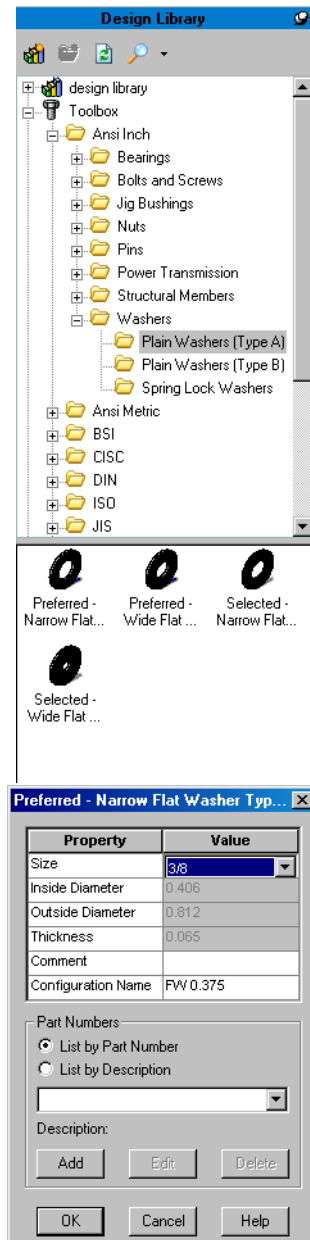 Design Library
design library
Toolbox
Ansi Inch
Bearings
Bolts and Screws
Jig Bushings
Nuts
Pins
Power Transmission
Structural Members
Washers
Plain Washers (Type A)
Plain Washers (Type B)
Spring Lock Washers
Ansi Metric
BSI
CISC
DIN
ISO
JIS
Preferred - Preferred - Selected -
Narrow Flat... Wide Flat ... Narrow Flat...
Selected -
Wide Flat ...
Preferred - Narrow Flat Washer Typ...
Property Value
Size 3/8
Inside Diameter 0.406
Outside Diameter 0.812
Thickness 0.065
Comment
Configuration Name FW 0.375
Part Numbers
List by Part Number
List by Description
Description:
Add Edit Delete
OK Cancel Help